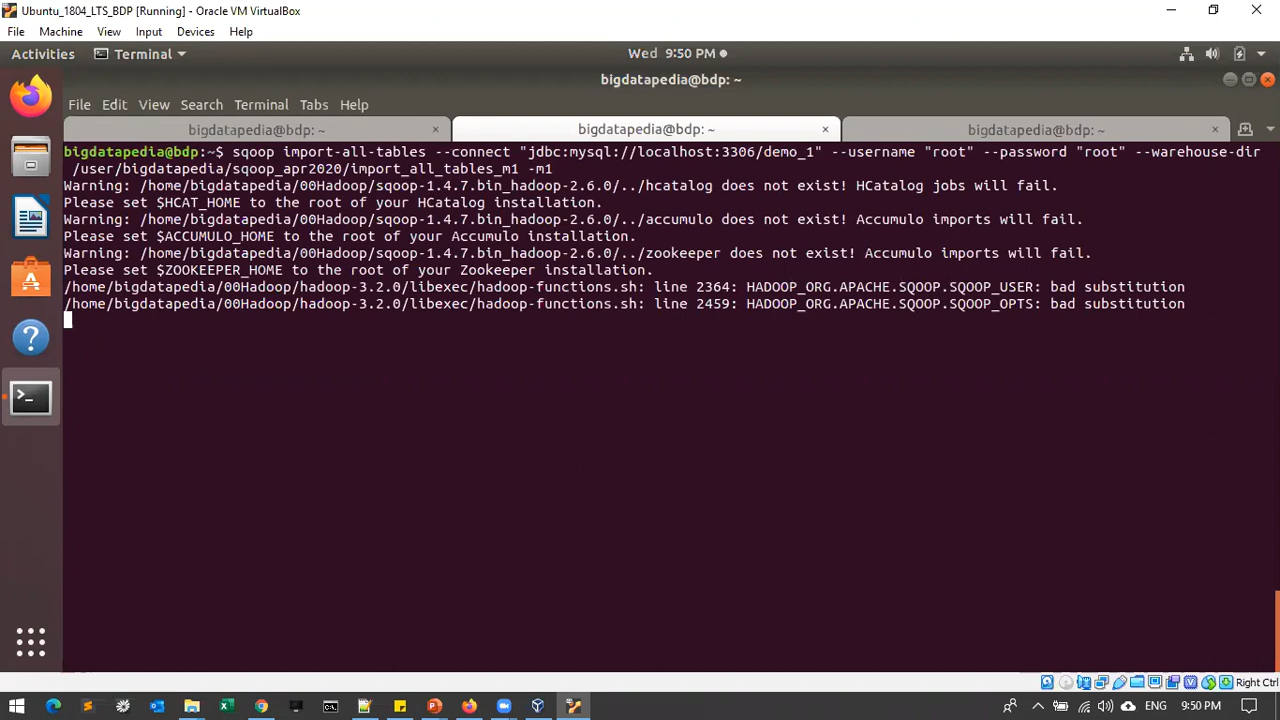 Ubuntu_1804_LTS_BDP [Running] - Oracle VM VirtualBox
File Machine View Input Devices Help
Activities Terminal Wed 9:50 PM
bigdatapedia@bdp: ~
File Edit View Search Terminal Tabs Help
bigdatapedia@bdp: ~ × bigdatapedia@bdp: ~ × bigdatapedia@bdp: ~ ×
bigdatapedia@bdp:~$ sqoop import-all-tables --connect "jdbc:mysql://localhost:3306/demo_1" --username "root" --password "root" --warehouse-dir
/user/bigdatapedia/sqoop_apr2020/import_all_tables_m1 -m1
Warning: /home/bigdatapedia/00Hadoop/sqoop-1.4.7.bin_hadoop-2.6.0/../hcatalog does not exist! HCatalog jobs will fail.
Please set $HCAT_HOME to the root of your HCatalog installation.
Warning: /home/bigdatapedia/00Hadoop/sqoop-1.4.7.bin_hadoop-2.6.0/../accumulo does not exist! Accumulo imports will fail.
Please set $ACCUMULO_HOME to the root of your Accumulo installation.
Warning: /home/bigdatapedia/00Hadoop/sqoop-1.4.7.bin_hadoop-2.6.0/../zookeeper does not exist! Accumulo imports will fail.
Please set $ZOOKEEPER_HOME to the root of your Zookeeper installation.
/home/bigdatapedia/00Hadoop/hadoop-3.2.0/libexec/hadoop-functions.sh: line 2364: HADOOP_ORG.APACHE.SQOOP.SQOOP_USER: bad substitution
/home/bigdatapedia/00Hadoop/hadoop-3.2.0/libexec/hadoop-functions.sh: line 2459: HADOOP_ORG.APACHE.SQOOP.SQOOP_OPTS: bad substitution
Right Ctrl
ENG 9:50 PM